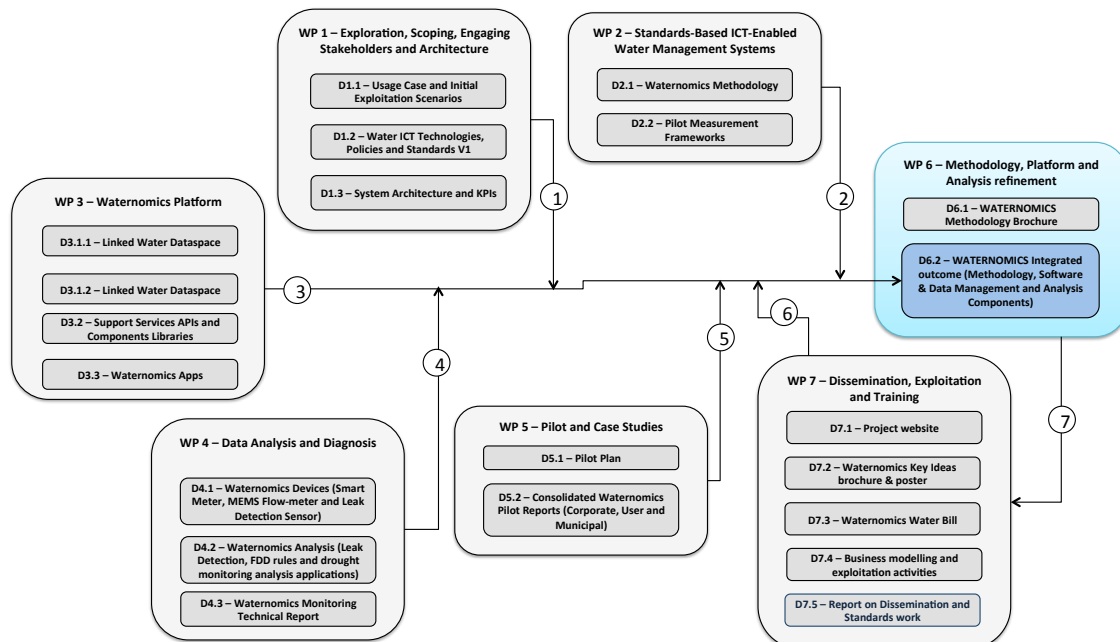 WP 1 – Exploration, Scoping, Engaging
Stakeholders and Architecture
D1.1 – Usage Case and Initial
Exploitation Scenarios
D1.2 – Water ICT Technologies,
Policies and Standards V1
D1.3 – System Architecture and KPIs
1
WP 2 – Standards-Based ICT-Enabled
Water Management Systems
D2.1 – Waternomics Methodology
D2.2 – Pilot Measurement
Frameworks
2
WP 6 – Methodology, Platform and
Analysis refinement
D6.1 – WATERNOMICS
Methodology Brochure
D6.2 – WATERNOMICS Integrated
outcome (Methodology, Software
& Data Management and Analysis
Components)
WP 3 – Waternomics Platform
D3.1.1 – Linked Water Dataspace
D3.1.2 – Linked Water Dataspace
D3.2 – Support Services APIs and
Components Libraries
D3.3 – Waternomics Apps
3
4
5
6
7
WP 4 – Data Analysis and Diagnosis
D4.1 – Waternomics Devices (Smart
Meter, MEMS Flow-meter and Leak
Detection Sensor)
D4.2 – Waternomics Analysis (Leak
Detection, FDD rules and drought
monitoring analysis applications)
D4.3 – Waternomics Monitoring
Technical Report
WP 5 – Pilot and Case Studies
D5.1 – Pilot Plan
D5.2 – Consolidated Waternomics
Pilot Reports (Corporate, User and
Municipal)
WP 7 – Dissemination, Exploitation
and Training
D7.1 – Project website
D7.2 – Waternomics Key Ideas
brochure & poster
D7.3 – Waternomics Water Bill
D7.4 – Business modelling and
exploitation activities
D7.5 – Report on Dissemination and
Standards work